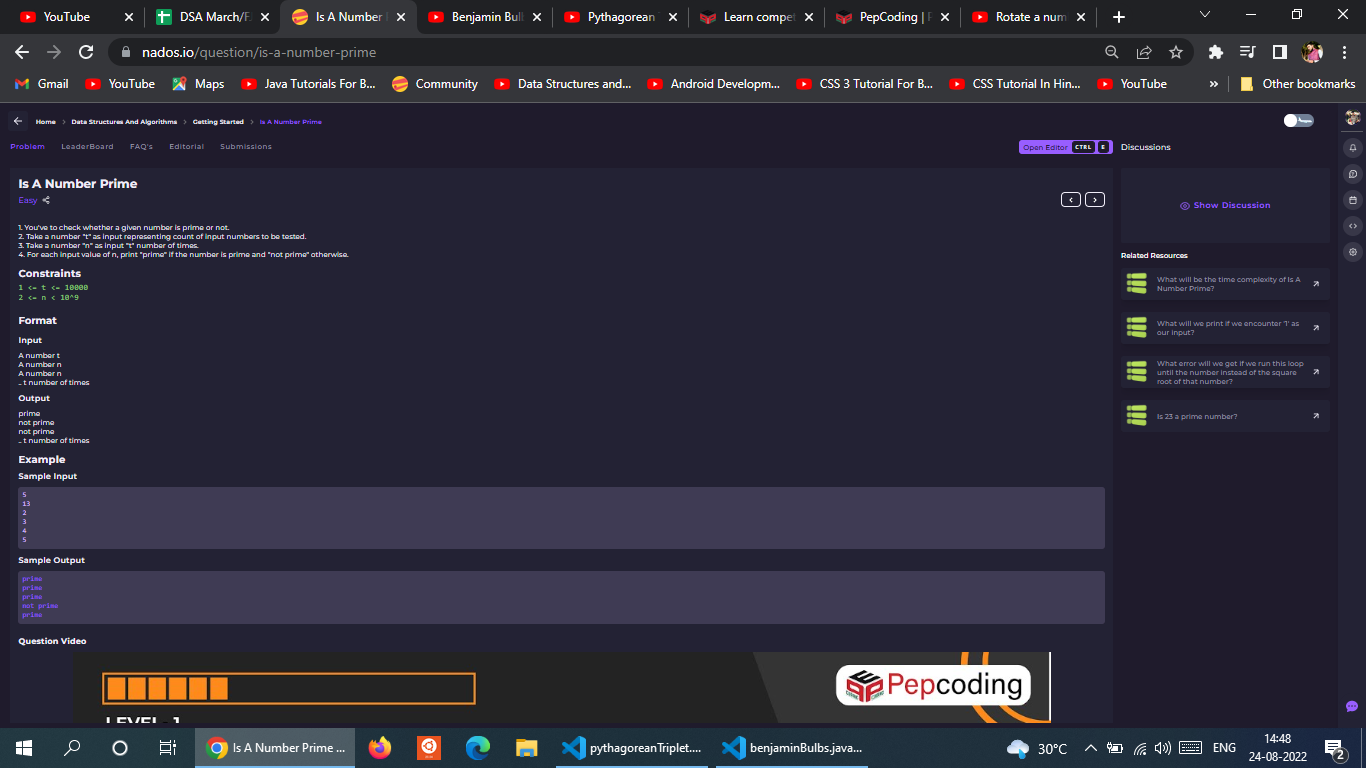 YouTube
DSA March/F
Is A Number
Benjamin Bul
Pythagorean
Learn compet
PepCoding | P
Rotate a num
nados.io/question/is-a-number-prime
Gmail
YouTube
Maps
Java Tutorials For B...
Community
Data Structures and...
Android Developm...
CSS 3 Tutorial For B...
CSS Tutorial In Hin...
YouTube
»
Other bookmarks
Home > Data Structures And Algorithms > Getting Started > Is A Number Prime
Problem LeaderBoard FAQ's Editorial Submissions
Open Editor CTRL E
Discussions
Is A Number Prime
Easy
1. You've to check whether a given number is prime or not.
2. Take a number "t" as input representing count of input numbers to be tested.
3. Take a number "n" as input "t" number of times.
4. For each input value of n, print "prime" if the number is prime and "not prime" otherwise.
Constraints
1 <= t <= 10000
2 <= n < 10^9
Format
Input
A number t
A number n
A number n
.. t number of times
Output
prime
not prime
not prime
.. t number of times
Example
Sample Input
5
13
2
3
4
5
Sample Output
prime
prime
prime
not prime
prime
Question Video
Pepcoding
LEVEL - 1
Show Discussion
Related Resources
What will be the time complexity of Is A
Number Prime?
What will we print if we encounter '1' as
our input?
What error will we get if we run this loop
until the number instead of the square
root of that number?
Is 23 a prime number?
Is A Number Prime ...
pythagoreanTriplet....
benjaminBulbs.java...
30°C
ENG
14:48
24-08-2022
2